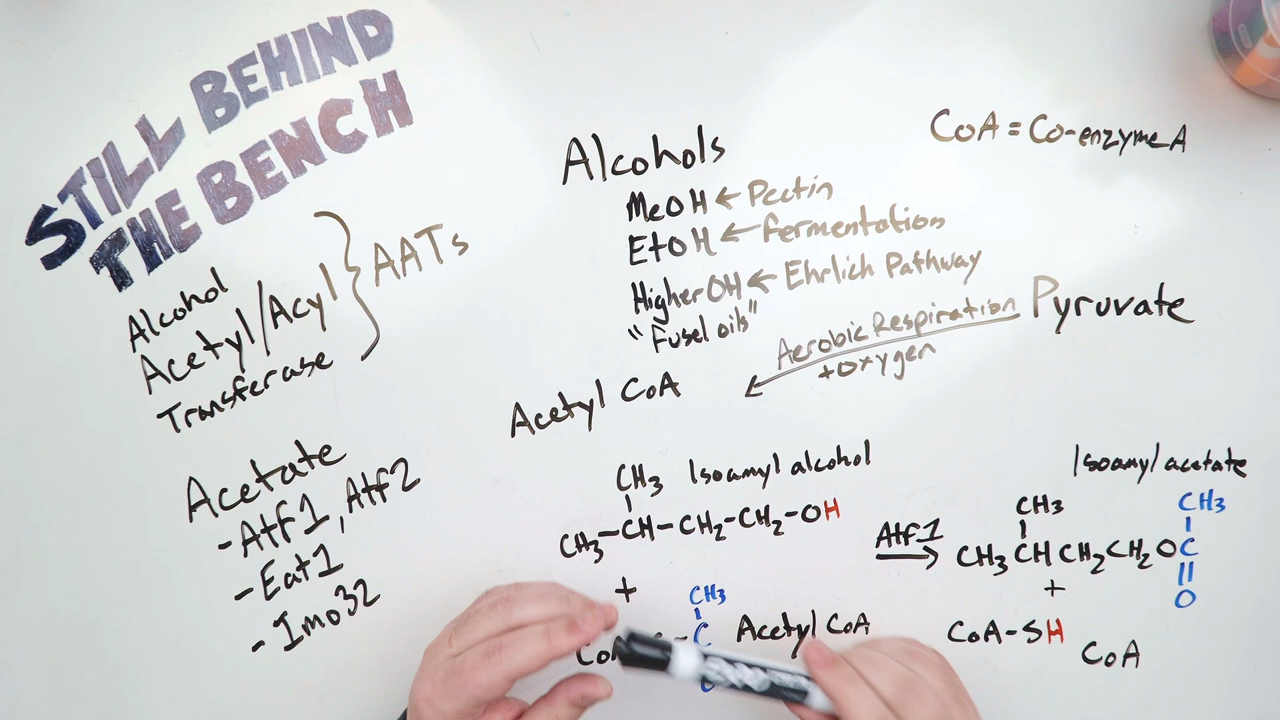 STILL BEHIND
THE BENCH
Alcohol
Acetyl/Acyl
Transferase
} AATs
Acetate
- Atf1, Atf2
- Eat1
- Imo32
Alcohols
MeOH ← Pectin
EtOH ← Fermentation
HigherOH ← Ehrlich Pathway
"Fusel oils"
CoA = Co-enzyme A
Pyruvate
Aerobic Respiration
+oxygen
Acetyl CoA
Isoamyl alcohol
CH3
CH3-CH-CH2-CH2-OH
+
CH3
C
Acetyl CoA
Atf1
Isoamyl acetate
CH3
CH3
CH3 CH CH2 CH2 O C
O
+
CoA-SH
CoA